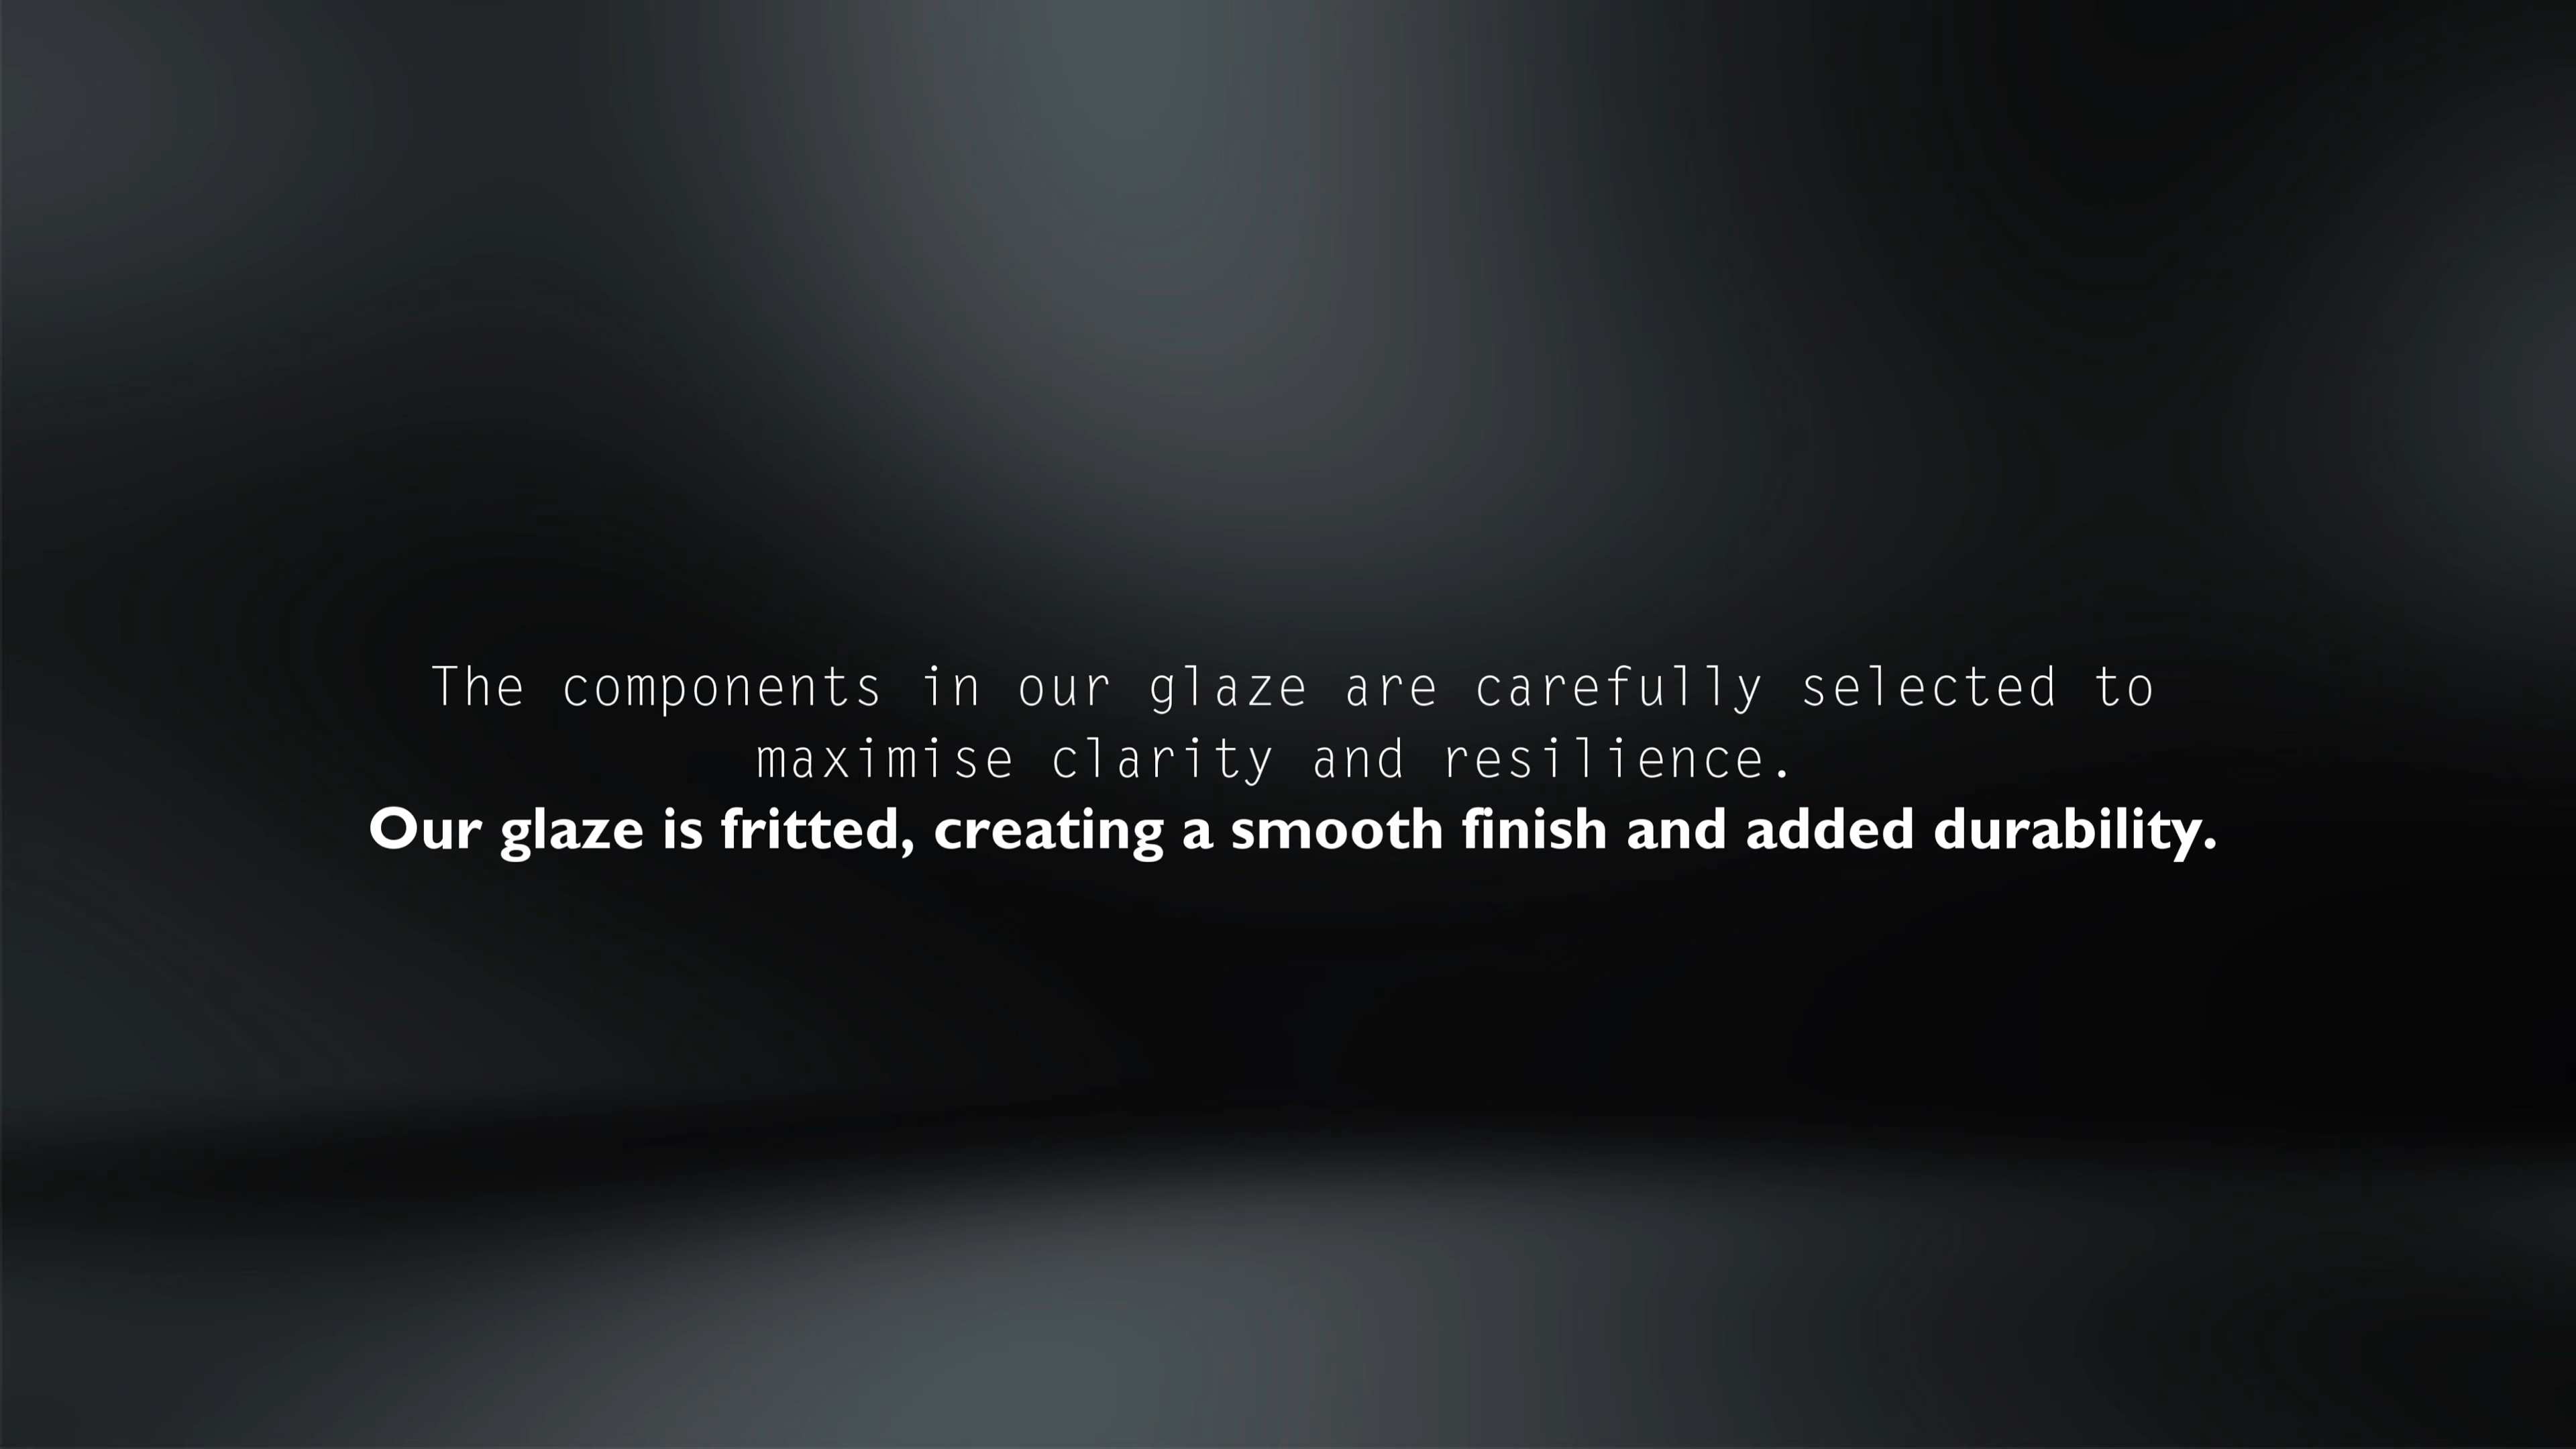 The components in our glaze are carefully selected to
maximise clarity and resilience.
Our glaze is fritted, creating a smooth finish and added durability.